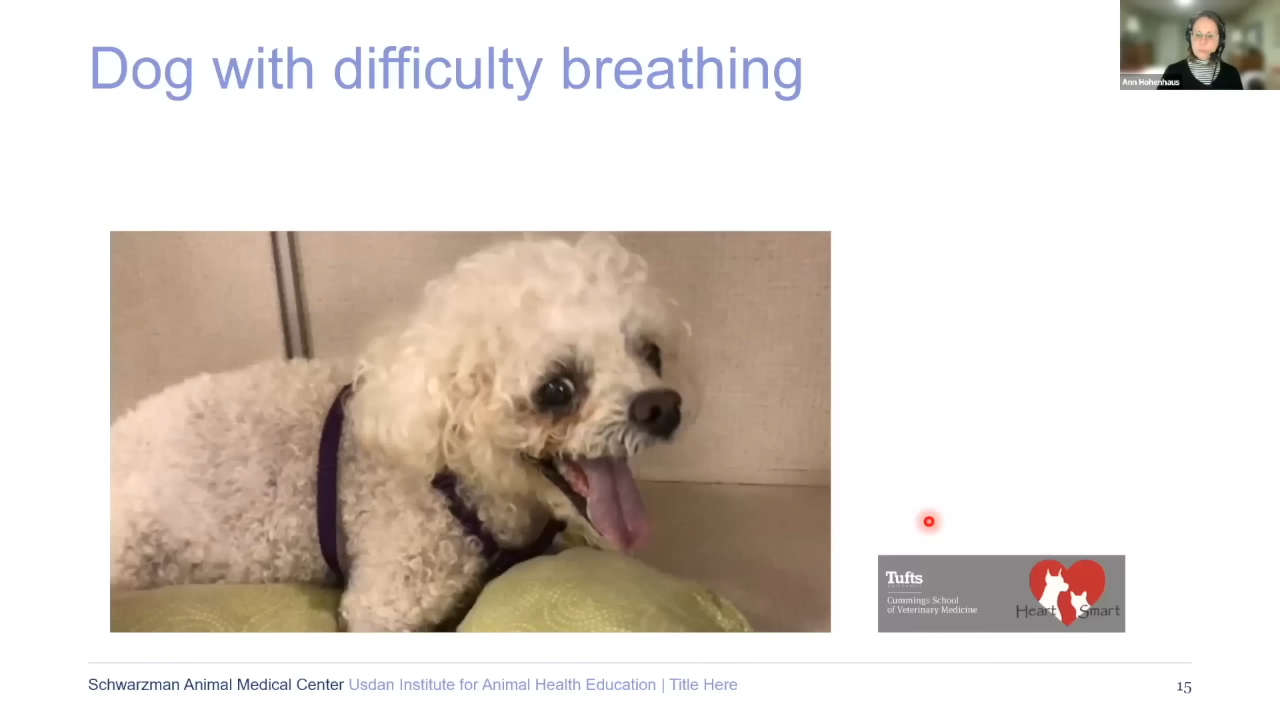 Dog with difficulty breathing
Ann Hohenhaus
Tufts
UNIVERSITY
Cummings School
of Veterinary Medicine
Heart Smart
Schwarzman Animal Medical Center Usdan Institute for Animal Health Education | Title Here
15